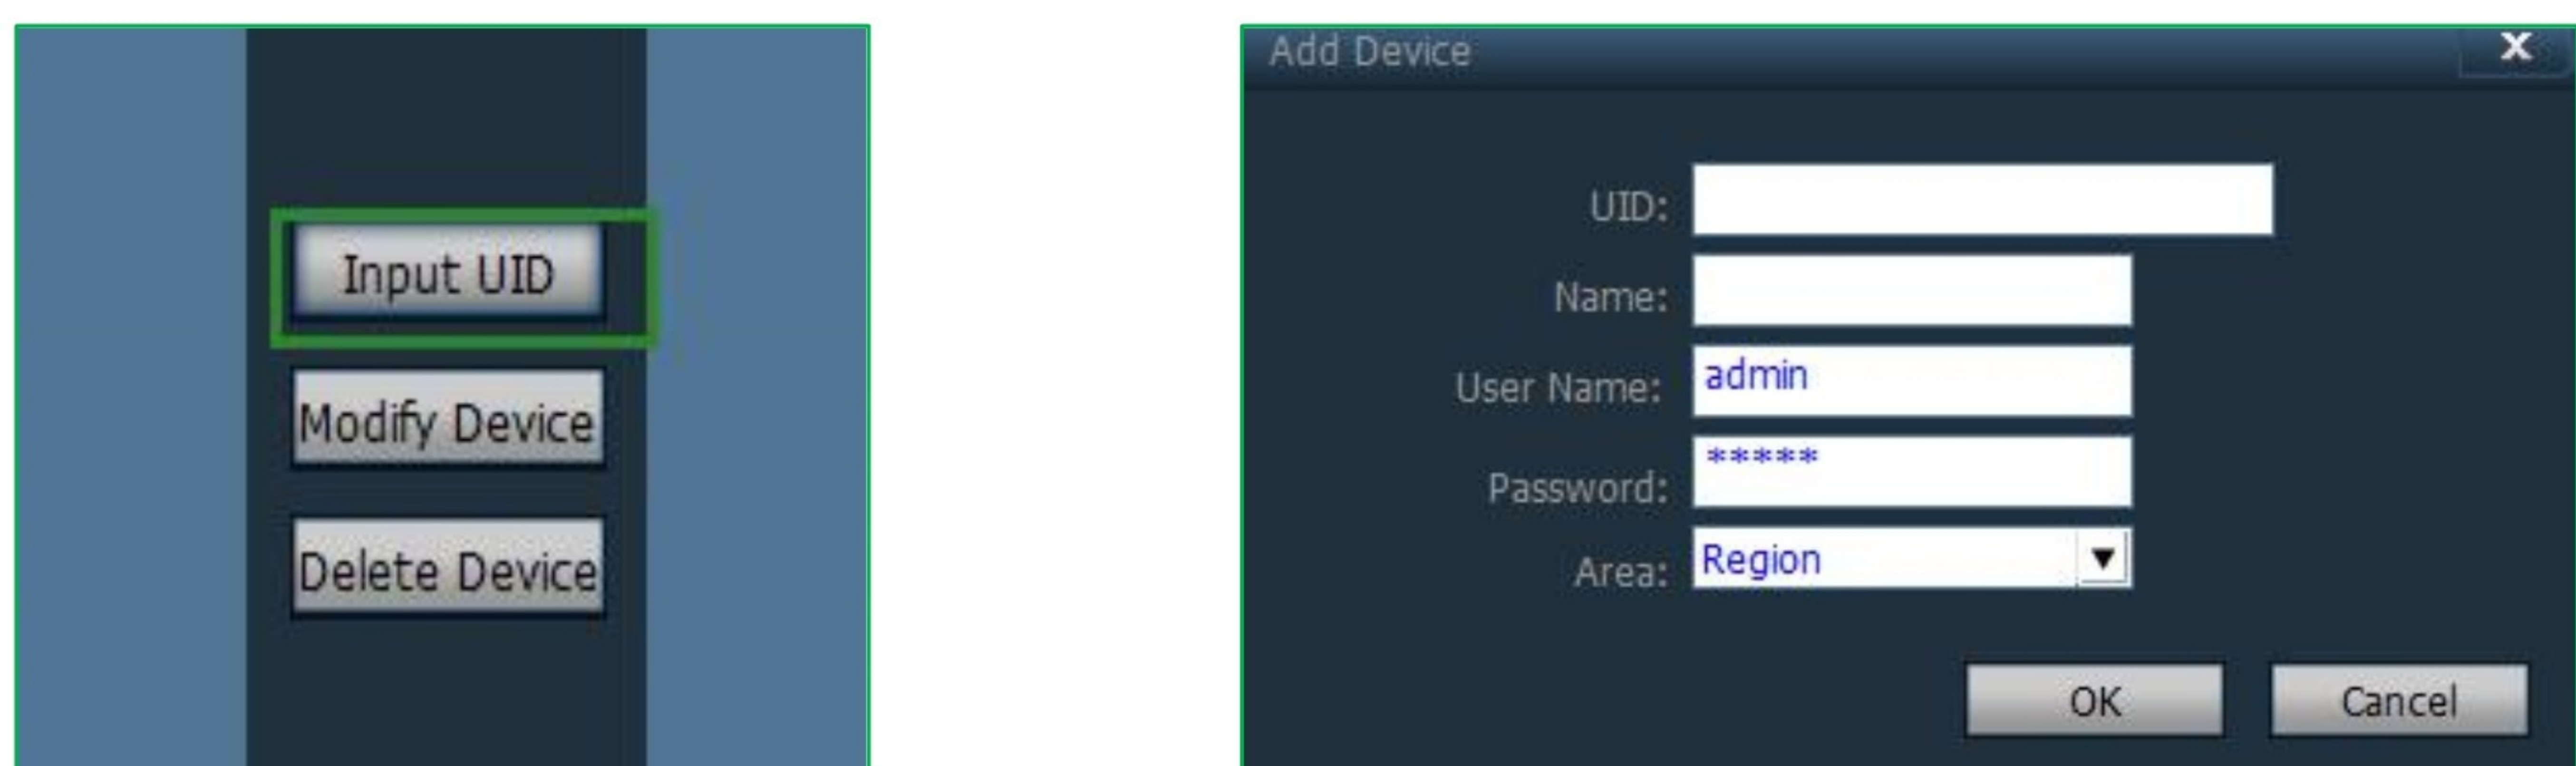 Input UID
Modify Device
Delete Device
Add Device
X
UID:
Name:
User Name: admin
Password: *****
Area: Region
OK Cancel